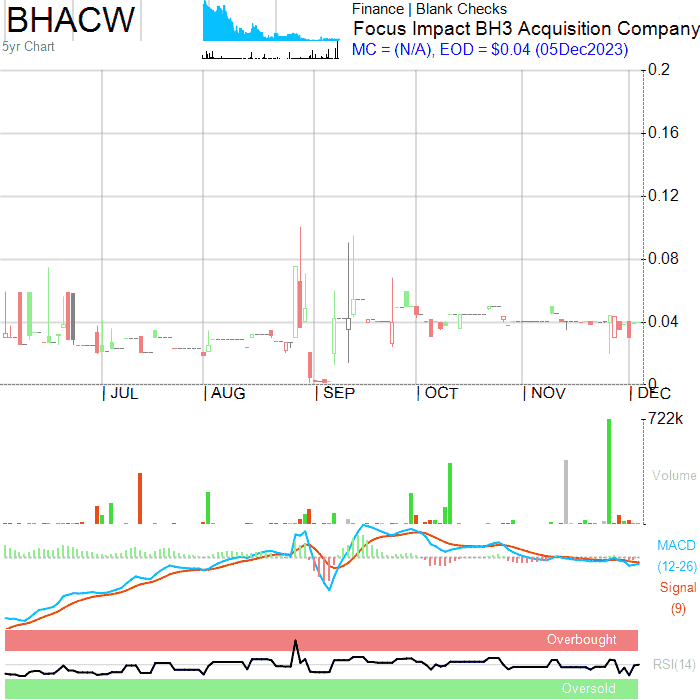 BHACW
5yr Chart
Finance | Blank Checks
Focus Impact BH3 Acquisition Company
MC = (N/A), EOD = $0.04 (05Dec2023)
0.2
0.16
0.12
0.08
0.04
0
JUL AUG SEP OCT NOV DEC
722k
Volume
MACD
(12-26)
Signal
(9)
Overbought
RSI(14)
Oversold